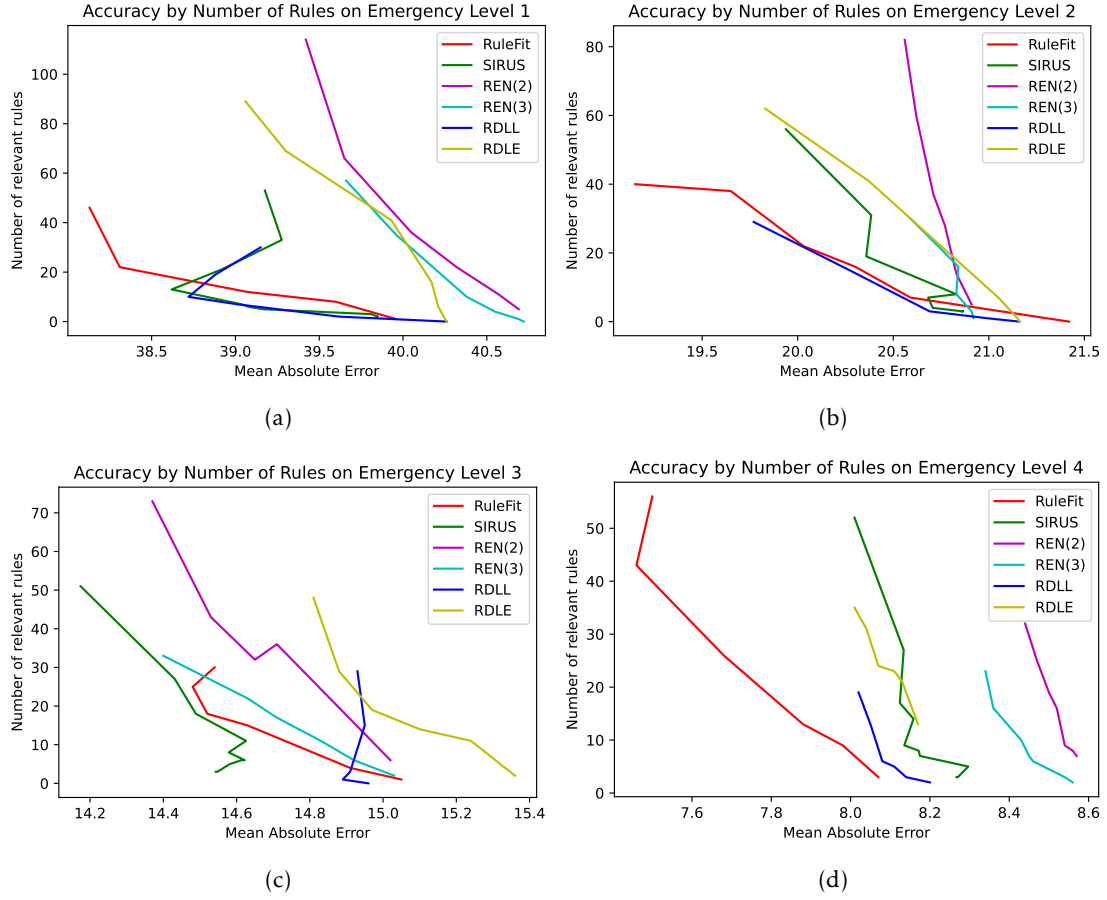 Accuracy by Number of Rules on Emergency Level 1
Number of relevant rules
100
80
60
40
20
0
RuleFit
SIRUS
REN(2)
REN(3)
RDLL
RDLE
38.5 39.0 39.5 40.0 40.5
Mean Absolute Error
(a)
Accuracy by Number of Rules on Emergency Level 2
Number of relevant rules
80
60
40
20
0
RuleFit
SIRUS
REN(2)
REN(3)
RDLL
RDLE
19.5 20.0 20.5 21.0 21.5
Mean Absolute Error
(b)
Accuracy by Number of Rules on Emergency Level 3
Number of relevant rules
70
60
50
40
30
20
10
0
RuleFit
SIRUS
REN(2)
REN(3)
RDLL
RDLE
14.2 14.4 14.6 14.8 15.0 15.2 15.4
Mean Absolute Error
(c)
Accuracy by Number of Rules on Emergency Level 4
Number of relevant rules
50
40
30
20
10
0
RuleFit
SIRUS
REN(2)
REN(3)
RDLL
RDLE
7.6 7.8 8.0 8.2 8.4 8.6
Mean Absolute Error
(d)